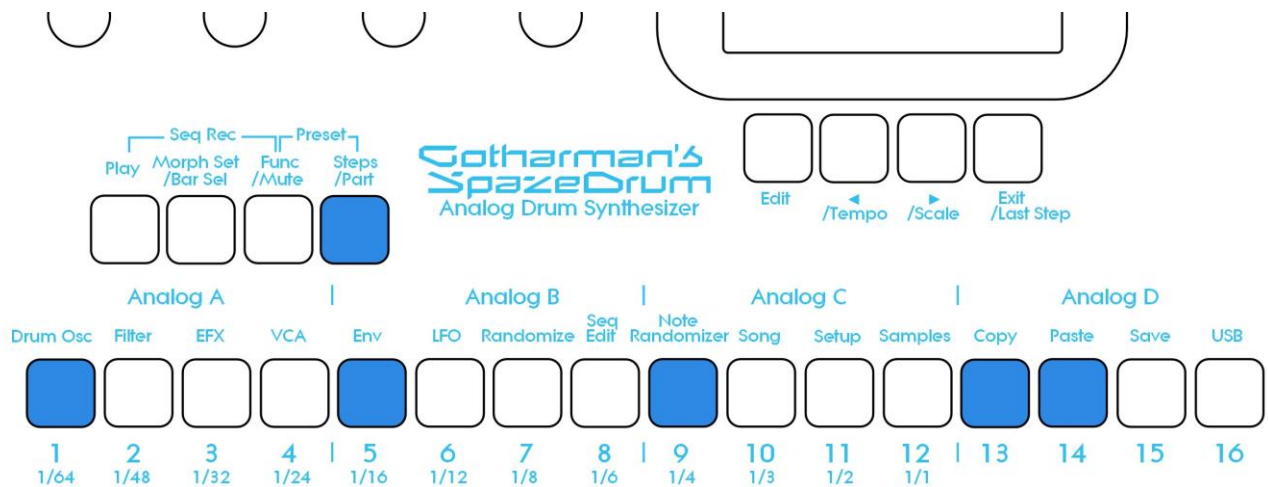 Seq Rec Preset
Play Morph Set /Bar Sel Func /Mute Steps /Part
Gotharman's
SpazeDrum
Analog Drum Synthesizer
Edit ◄ /Tempo ► /Scale Exit /Last Step
Analog A | Analog B | Analog C | Analog D
Drum Osc Filter EFX VCA Env LFO Randomize Seq Edit Note Randomizer Song Setup Samples Copy Paste Save USB
1 2 3 4 | 5 6 7 8 | 9 10 11 12 | 13 14 15 16
1/64 1/48 1/32 1/24 1/16 1/12 1/8 1/6 1/4 1/3 1/2 1/1